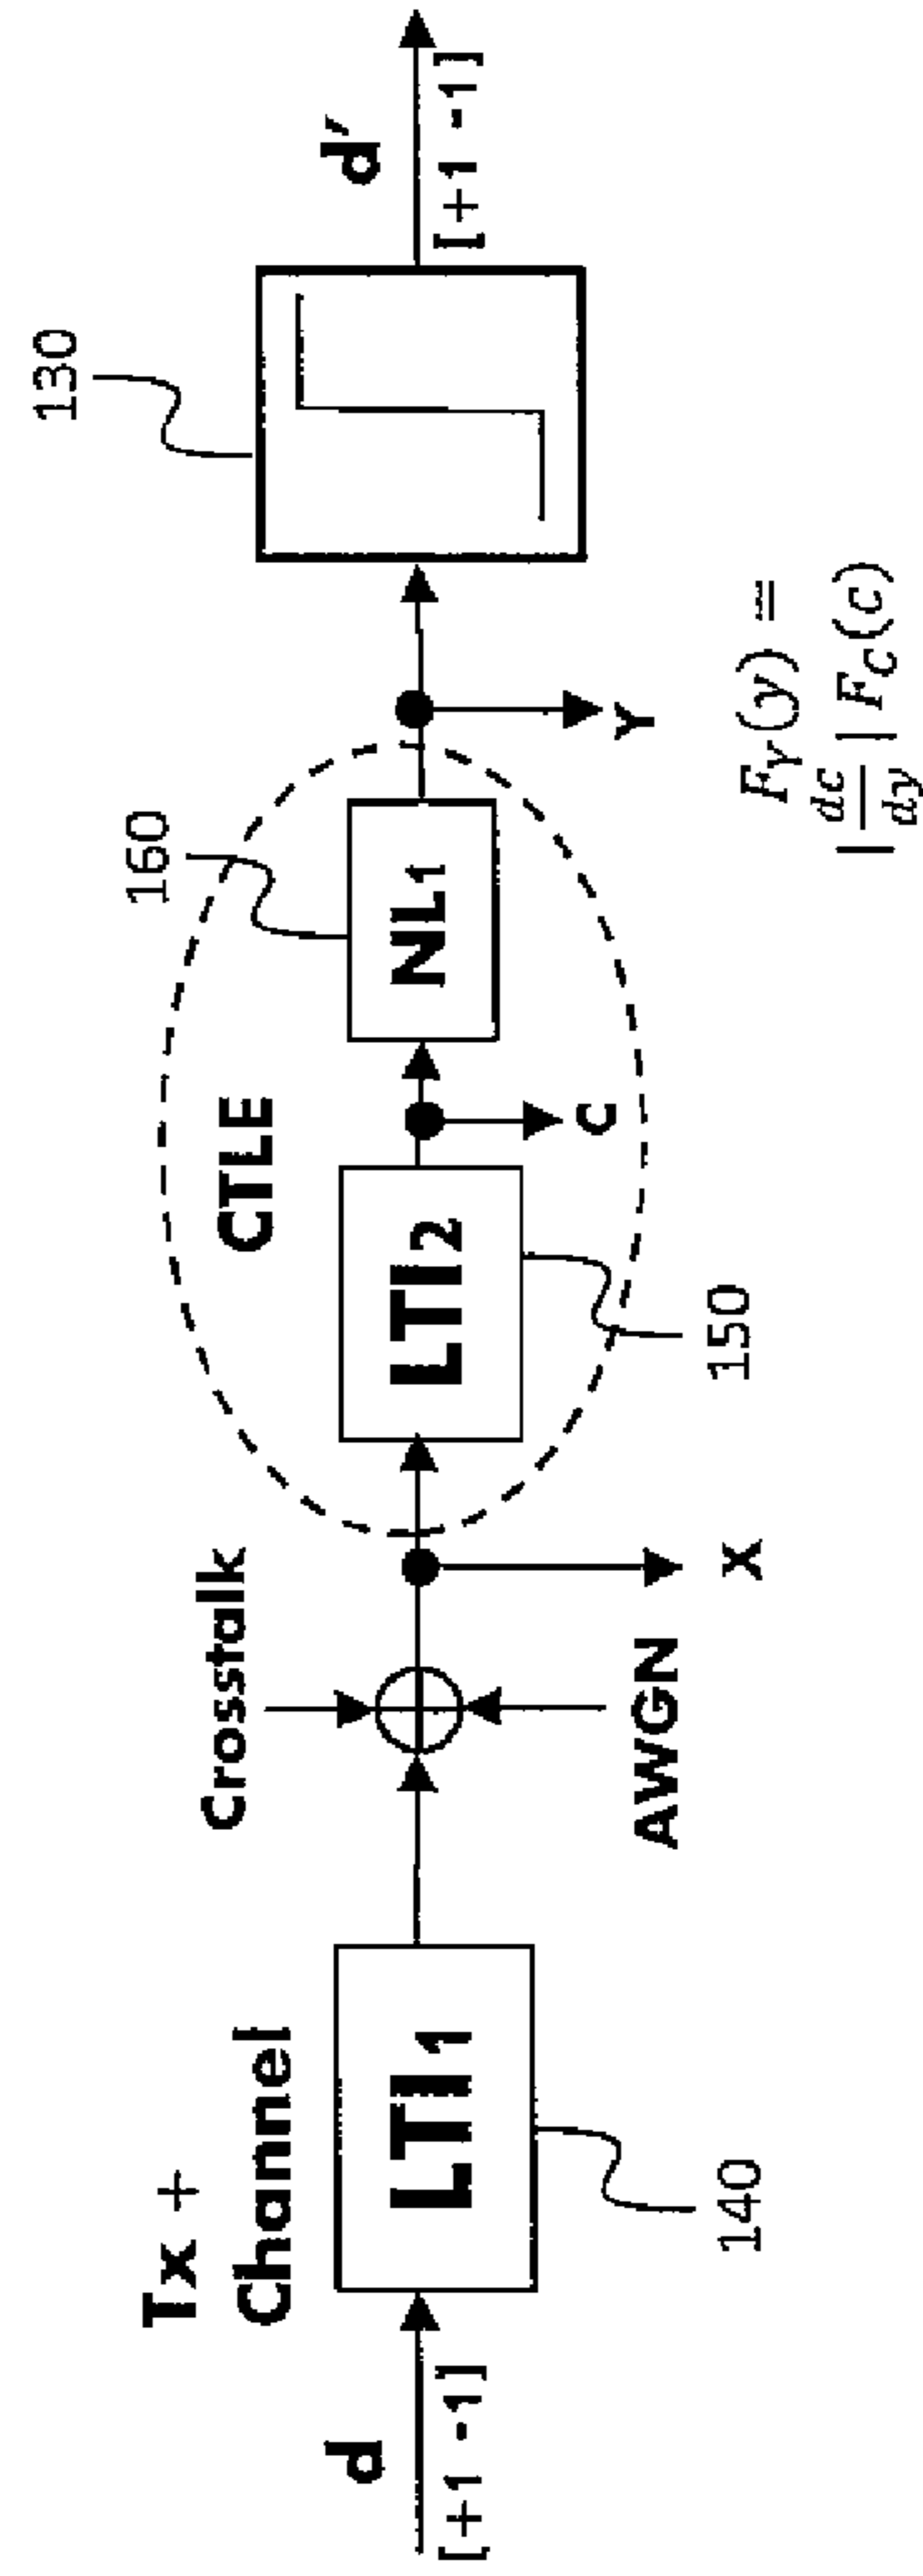 Tx +
Channel
d
[+1 -1]
LTI1
140
Crosstalk
AWGN
X
CTLE
LTI2
150
C
NL1
160
Y
F_Y(y) =
|dc/dy| F_C(c)
130
d′
[+1 -1]